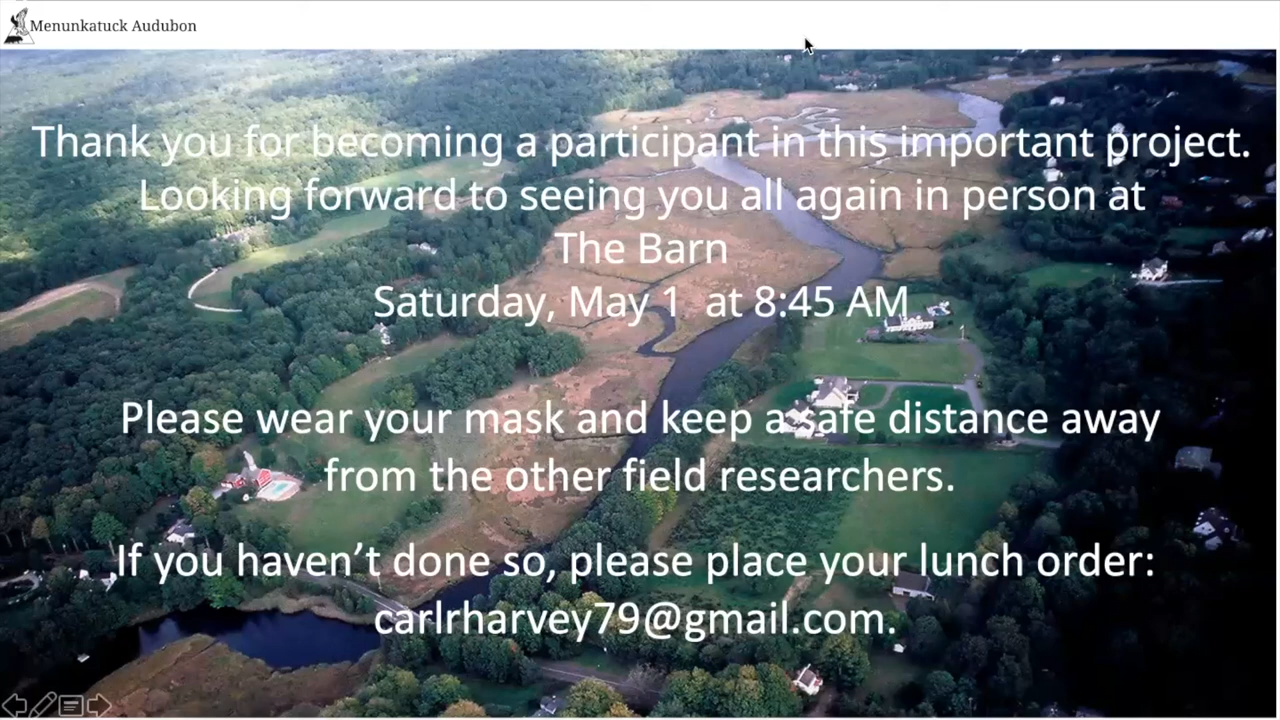 Menunkatuck Audubon
Thank you for becoming a participant in this important project.
Looking forward to seeing you all again in person at
The Barn
Saturday, May 1 at 8:45 AM
Please wear your mask and keep a safe distance away
from the other field researchers.
If you haven’t done so, please place your lunch order:
carlrharvey79@gmail.com.